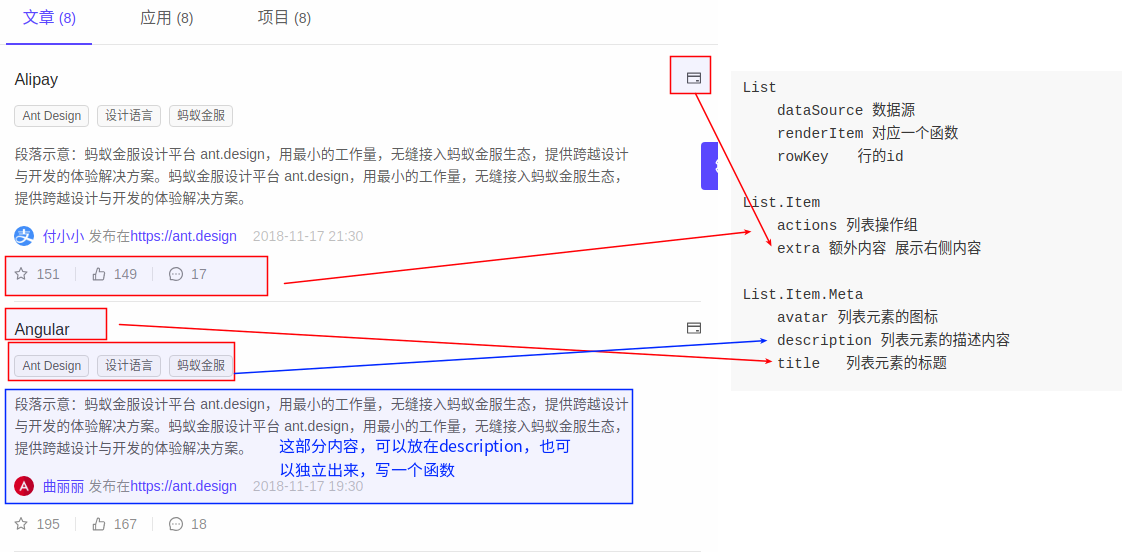 文章 (8) 应用 (8) 项目 (8)
Alipay
Ant Design 设计语言 蚂蚁金服
段落示意：蚂蚁金服设计平台 ant.design，用最小的工作量，无缝接入蚂蚁金服生态，提供跨越设计
与开发的体验解决方案。蚂蚁金服设计平台 ant.design，用最小的工作量，无缝接入蚂蚁金服生态，
提供跨越设计与开发的体验解决方案。
付小小 发布在https://ant.design 2018-11-17 21:30
151 149 17
Angular
Ant Design 设计语言 蚂蚁金服
段落示意：蚂蚁金服设计平台 ant.design，用最小的工作量，无缝接入蚂蚁金服生态，提供跨越设计
与开发的体验解决方案。蚂蚁金服设计平台 ant.design，用最小的工作量，无缝接入蚂蚁金服生态，
提供跨越设计与开发的体验解决方案。
这部分内容，可以放在description，也可
以独立出来，写一个函数
曲丽丽 发布在https://ant.design 2018-11-17 19:30
195 167 18
List
dataSource 数据源
renderItem 对应一个函数
rowKey 行的id
List.Item
actions 列表操作组
extra 额外内容 展示右侧内容
List.Item.Meta
avatar 列表元素的图标
description 列表元素的描述内容
title 列表元素的标题